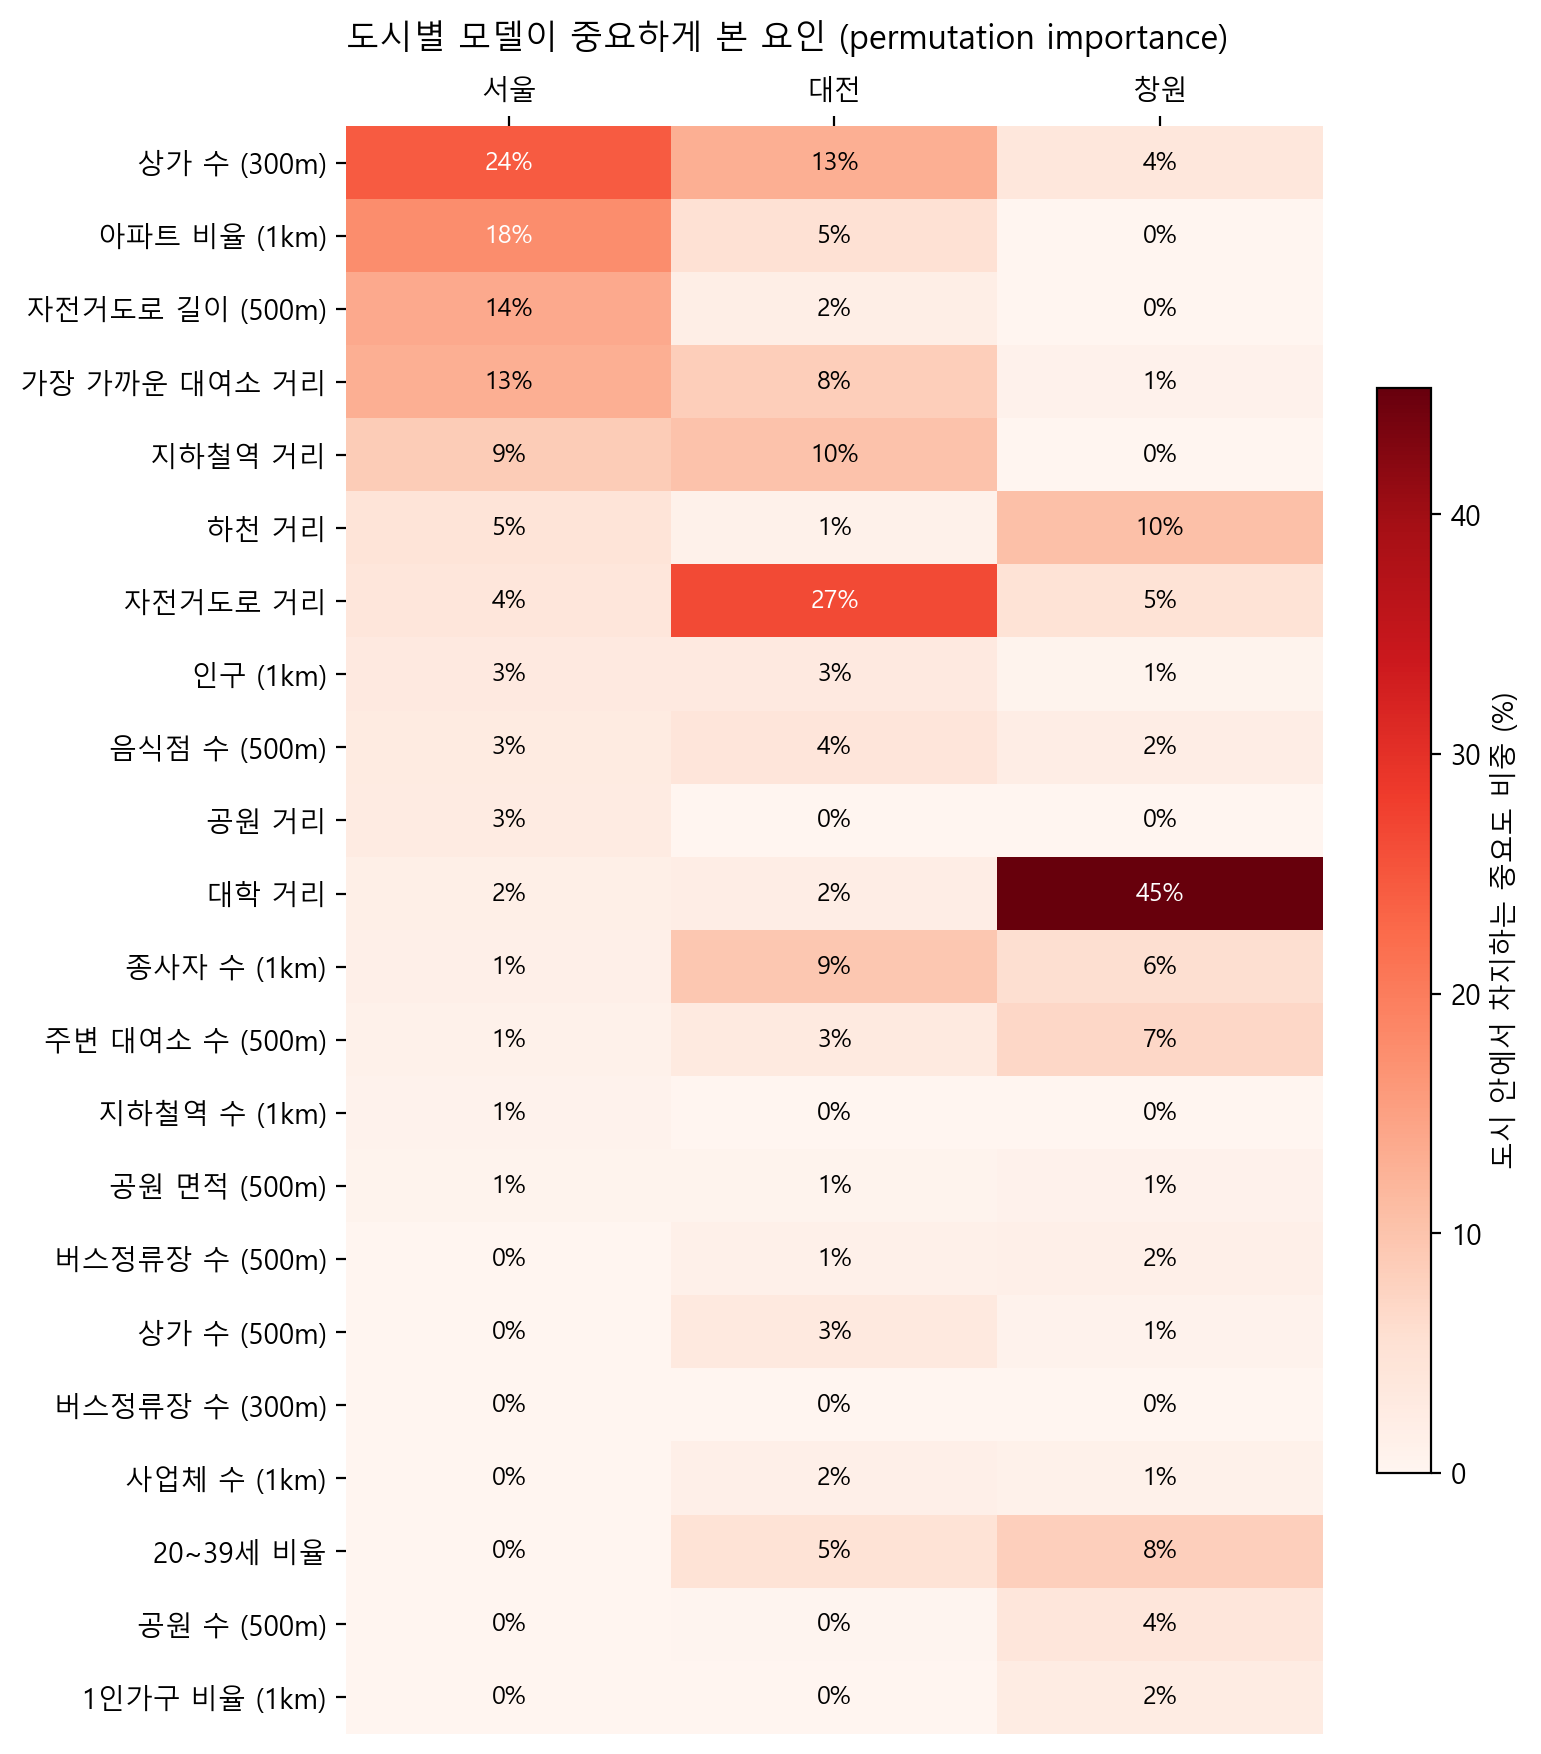 도시별 모델이 중요하게 본 요인 (permutation importance)
서울 대전 창원
상가 수 (300m) 24% 13% 4%
아파트 비율 (1km) 18% 5% 0%
자전거도로 길이 (500m) 14% 2% 0%
가장 가까운 대여소 거리 13% 8% 1%
지하철역 거리 9% 10% 0%
하천 거리 5% 1% 10%
자전거도로 거리 4% 27% 5%
인구 (1km) 3% 3% 1%
음식점 수 (500m) 3% 4% 2%
공원 거리 3% 0% 0%
대학 거리 2% 2% 45%
종사자 수 (1km) 1% 9% 6%
주변 대여소 수 (500m) 1% 3% 7%
지하철역 수 (1km) 1% 0% 0%
공원 면적 (500m) 1% 1% 1%
버스정류장 수 (500m) 0% 1% 2%
상가 수 (500m) 0% 3% 1%
버스정류장 수 (300m) 0% 0% 0%
사업체 수 (1km) 0% 2% 1%
20~39세 비율 0% 5% 8%
공원 수 (500m) 0% 0% 4%
1인가구 비율 (1km) 0% 0% 2%
40
30
20
10
0
도시 안에서 차지하는 중요도 비중 (%)